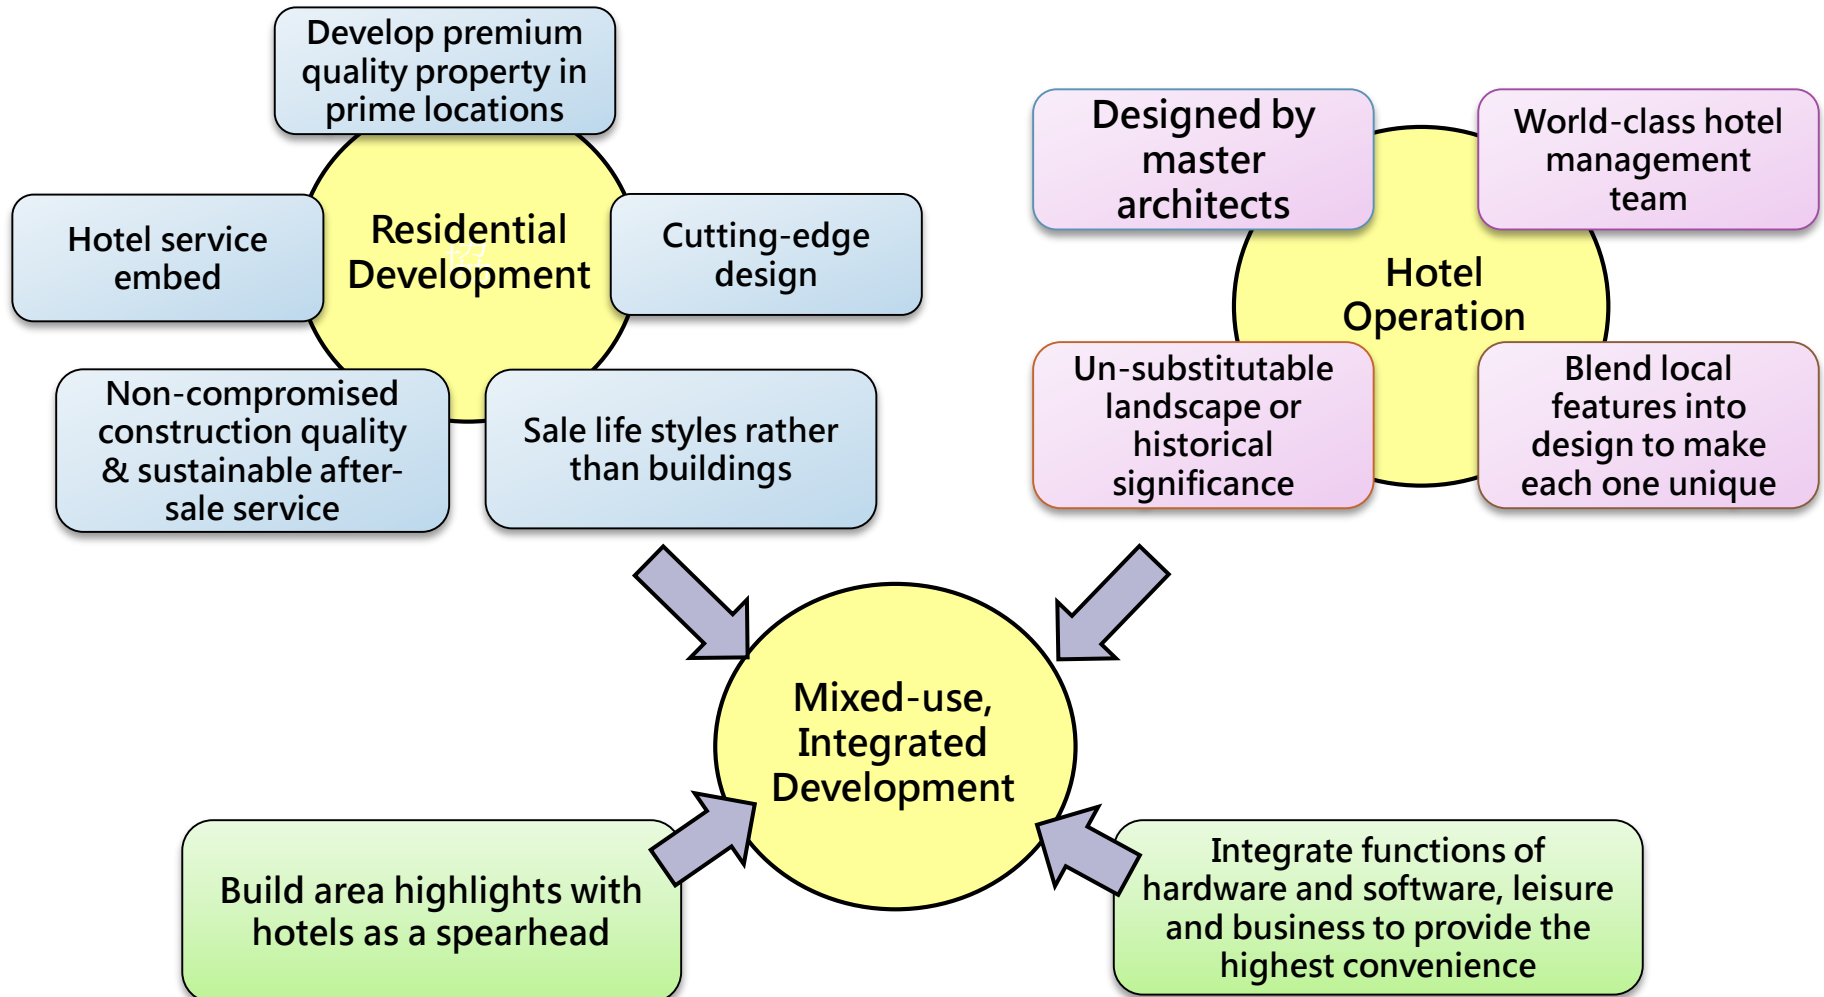 Develop premium
quality property in
prime locations
Hotel service
embed
Residential
Development
Cutting-edge
design
Non-compromised
construction quality
& sustainable after-
sale service
Sale life styles rather
than buildings
Designed by
master
architects
World-class hotel
management
team
Hotel
Operation
Un-substitutable
landscape or
historical
significance
Blend local
features into
design to make
each one unique
Mixed-use,
Integrated
Development
Build area highlights with
hotels as a spearhead
Integrate functions of
hardware and software, leisure
and business to provide the
highest convenience